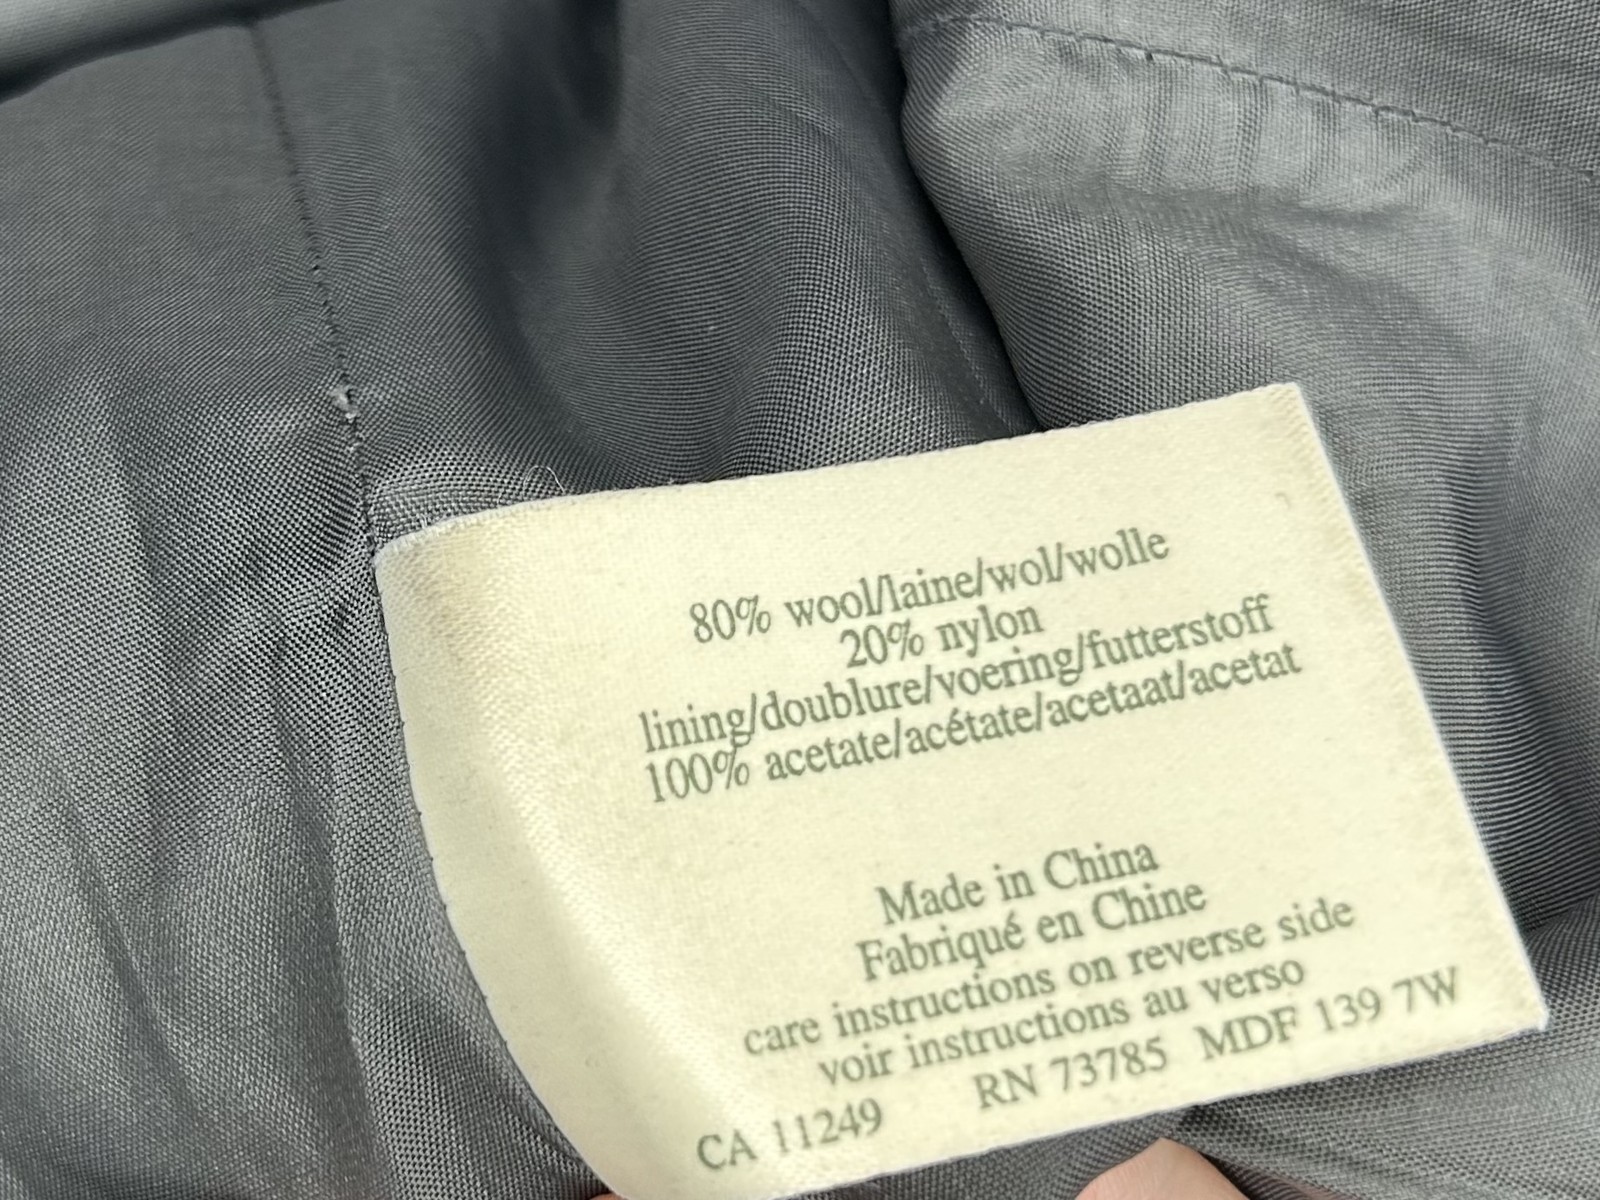 80% wool/laine/wol/wolle
20% nylon
lining/doublure/voering/futterstoff
100% acetate/acétate/acetaat/acetat
Made in China
Fabriqué en Chine
care instructions on reverse side
voir instructions au verso
CA 11249 RN 73785 MDF 139 7W